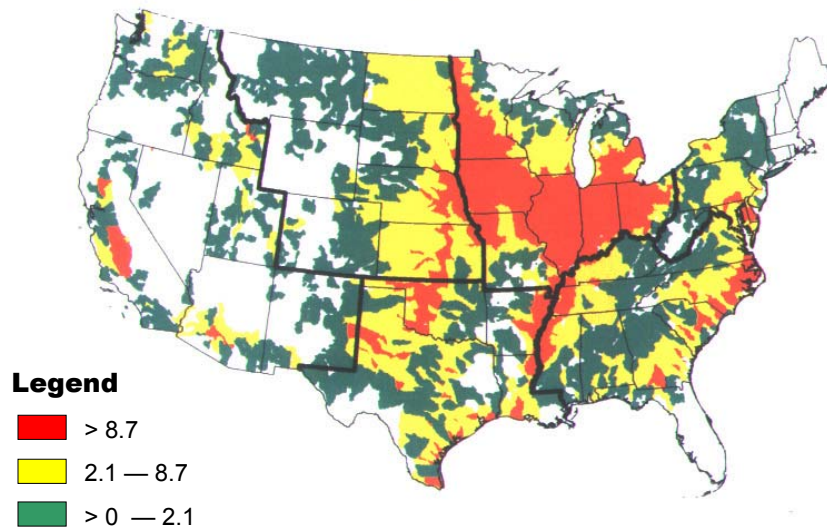 Legend
> 8.7
2.1 — 8.7
> 0 — 2.1